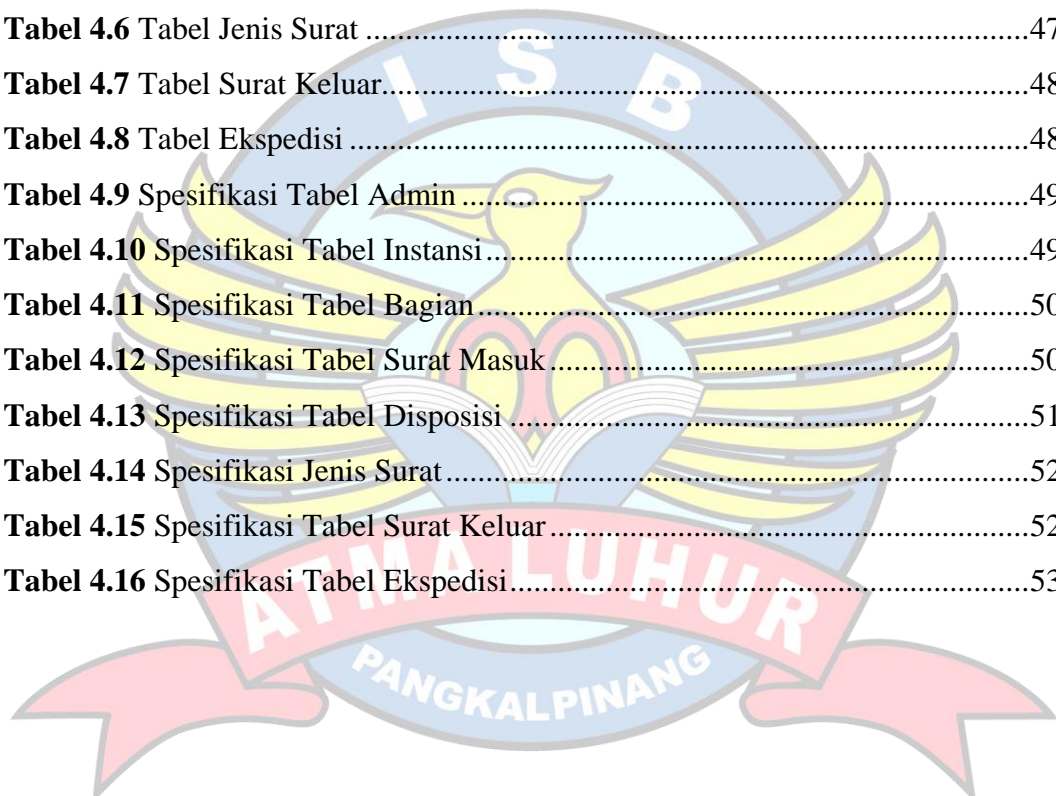 Tabel 4.6 Tabel Jenis Surat ........................................................................................47
Tabel 4.7 Tabel Surat Keluar.....................................................................................48
Tabel 4.8 Tabel Ekspedisi ..........................................................................................48
Tabel 4.9 Spesifikasi Tabel Admin ...........................................................................49
Tabel 4.10 Spesifikasi Tabel Instansi........................................................................49
Tabel 4.11 Spesifikasi Tabel Bagian .........................................................................50
Tabel 4.12 Spesifikasi Tabel Surat Masuk ................................................................50
Tabel 4.13 Spesifikasi Tabel Disposisi .....................................................................51
Tabel 4.14 Spesifikasi Jenis Surat .............................................................................52
Tabel 4.15 Spesifikasi Tabel Surat Keluar ................................................................52
Tabel 4.16 Spesifikasi Tabel Ekspedisi.....................................................................53
ISB
ATMA LUHUR
PANGKALPINANG